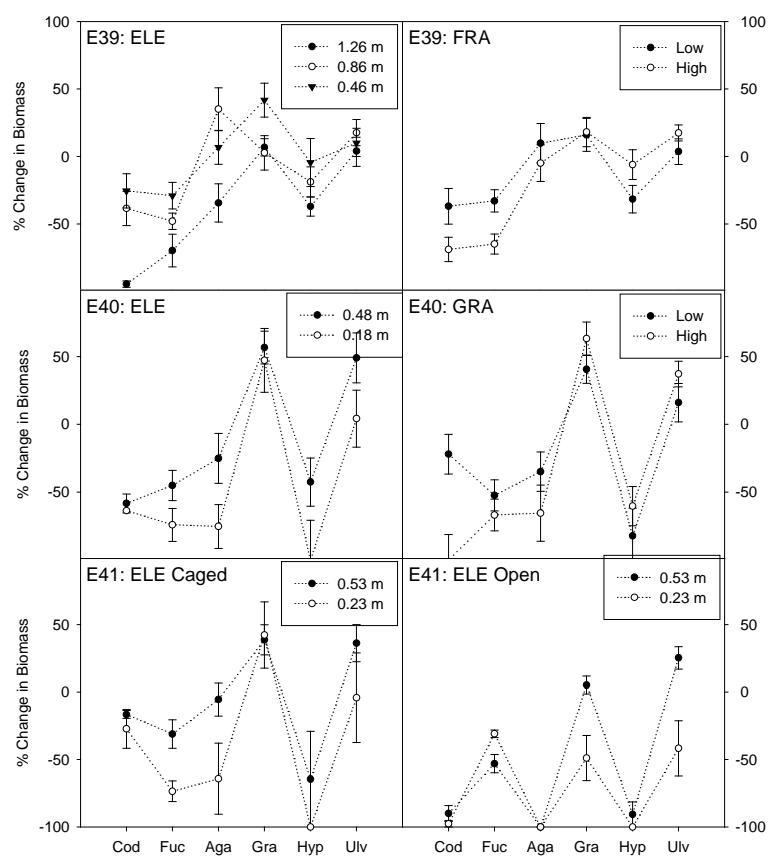 100
50
0
-50
% Change in Biomass
E39: ELE
1.26 m
0.86 m
0.46 m
E39: FRA
Low
High
100
50
0
-50
50
0
-50
% Change in Biomass
E40: ELE
0.48 m
0.18 m
E40: GRA
Low
High
50
0
-50
50
0
-50
-100
% Change in Biomass
E41: ELE Caged
0.53 m
0.23 m
E41: ELE Open
0.53 m
0.23 m
50
0
-50
-100
Cod Fuc Aga Gra Hyp Ulv
Cod Fuc Aga Gra Hyp Ulv